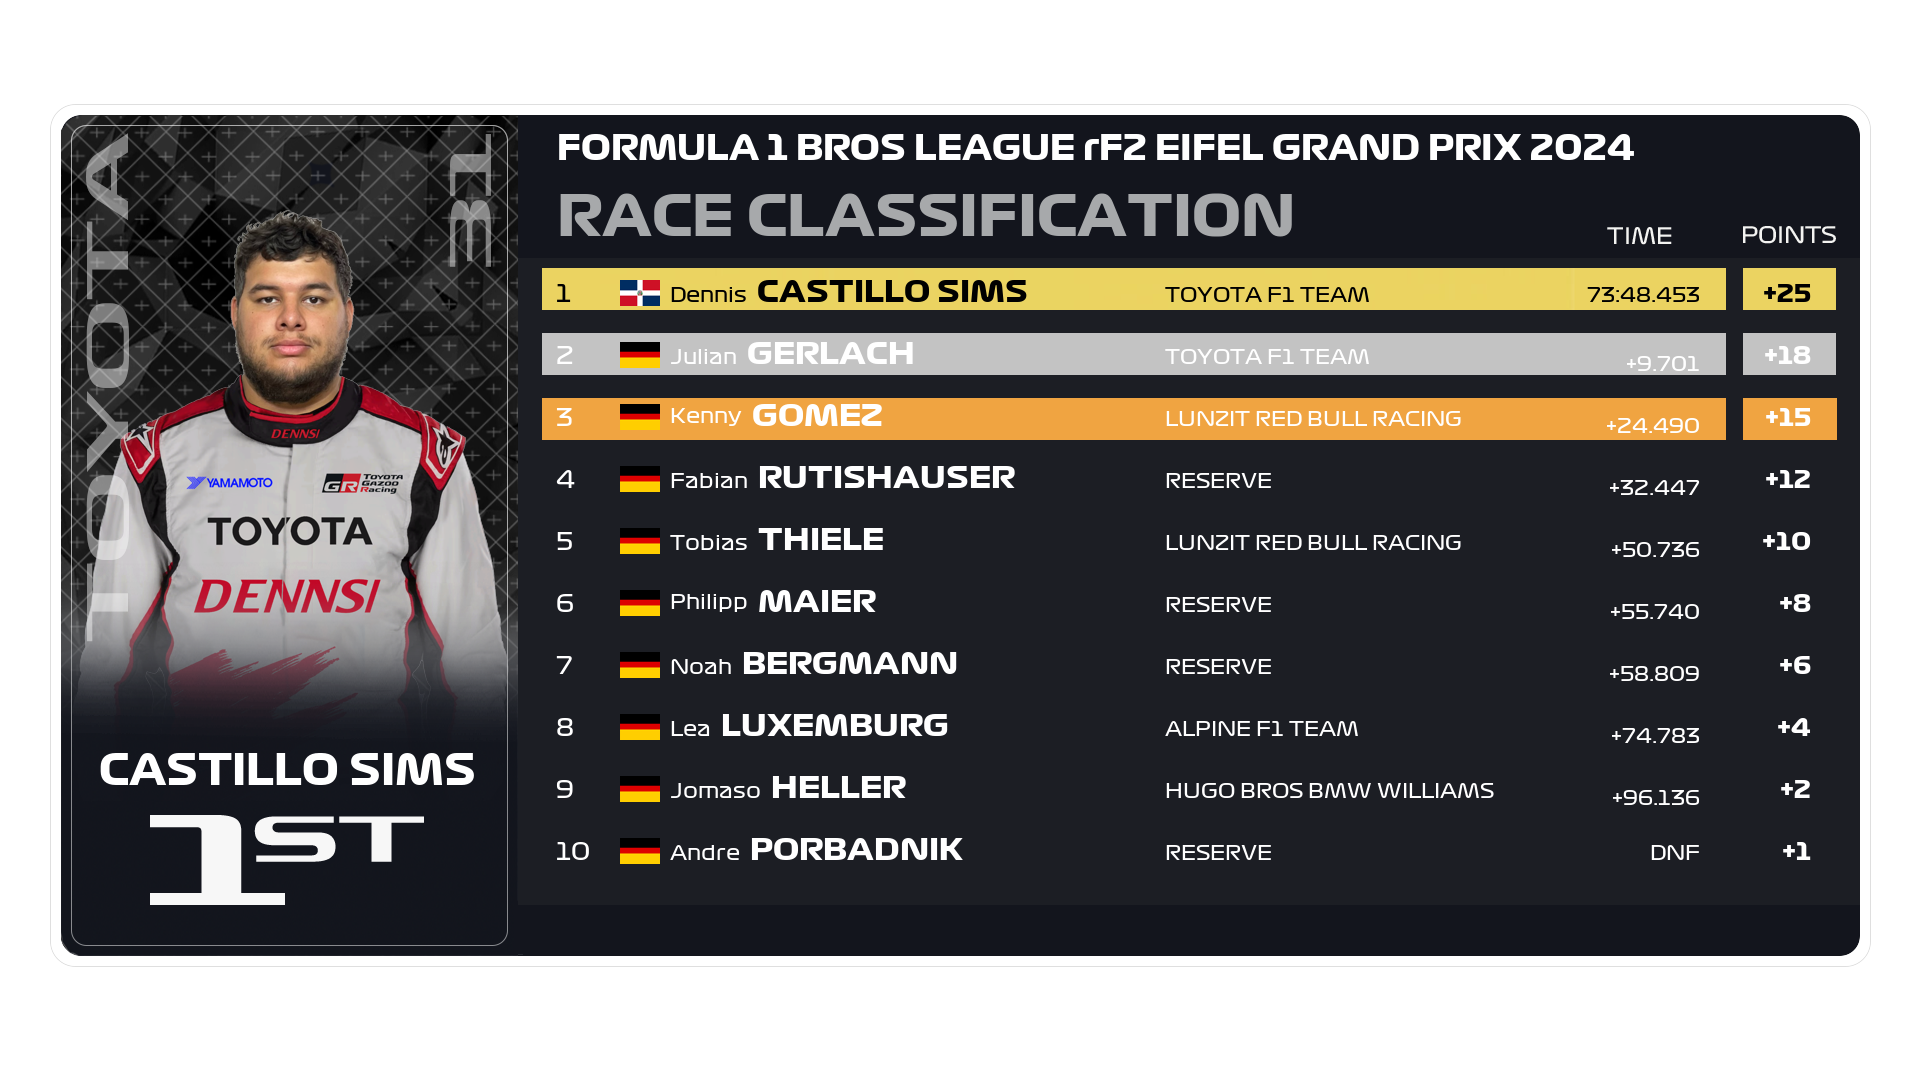 TOYOTA
31
DENNSI
YAMAMOTO
GR TOYOTA GAZOO Racing
TOYOTA
DENNSI
CASTILLO SIMS
1ST
FORMULA 1 BROS LEAGUE rF2 EIFEL GRAND PRIX 2024
RACE CLASSIFICATION
TIME POINTS
1 Dennis CASTILLO SIMS TOYOTA F1 TEAM 73:48.453 +25
2 Julian GERLACH TOYOTA F1 TEAM +9.701 +18
3 Kenny GOMEZ LUNZIT RED BULL RACING +24.490 +15
4 Fabian RUTISHAUSER RESERVE +32.447 +12
5 Tobias THIELE LUNZIT RED BULL RACING +50.736 +10
6 Philipp MAIER RESERVE +55.740 +8
7 Noah BERGMANN RESERVE +58.809 +6
8 Lea LUXEMBURG ALPINE F1 TEAM +74.783 +4
9 Jomaso HELLER HUGO BROS BMW WILLIAMS +96.136 +2
10 Andre PORBADNIK RESERVE DNF +1